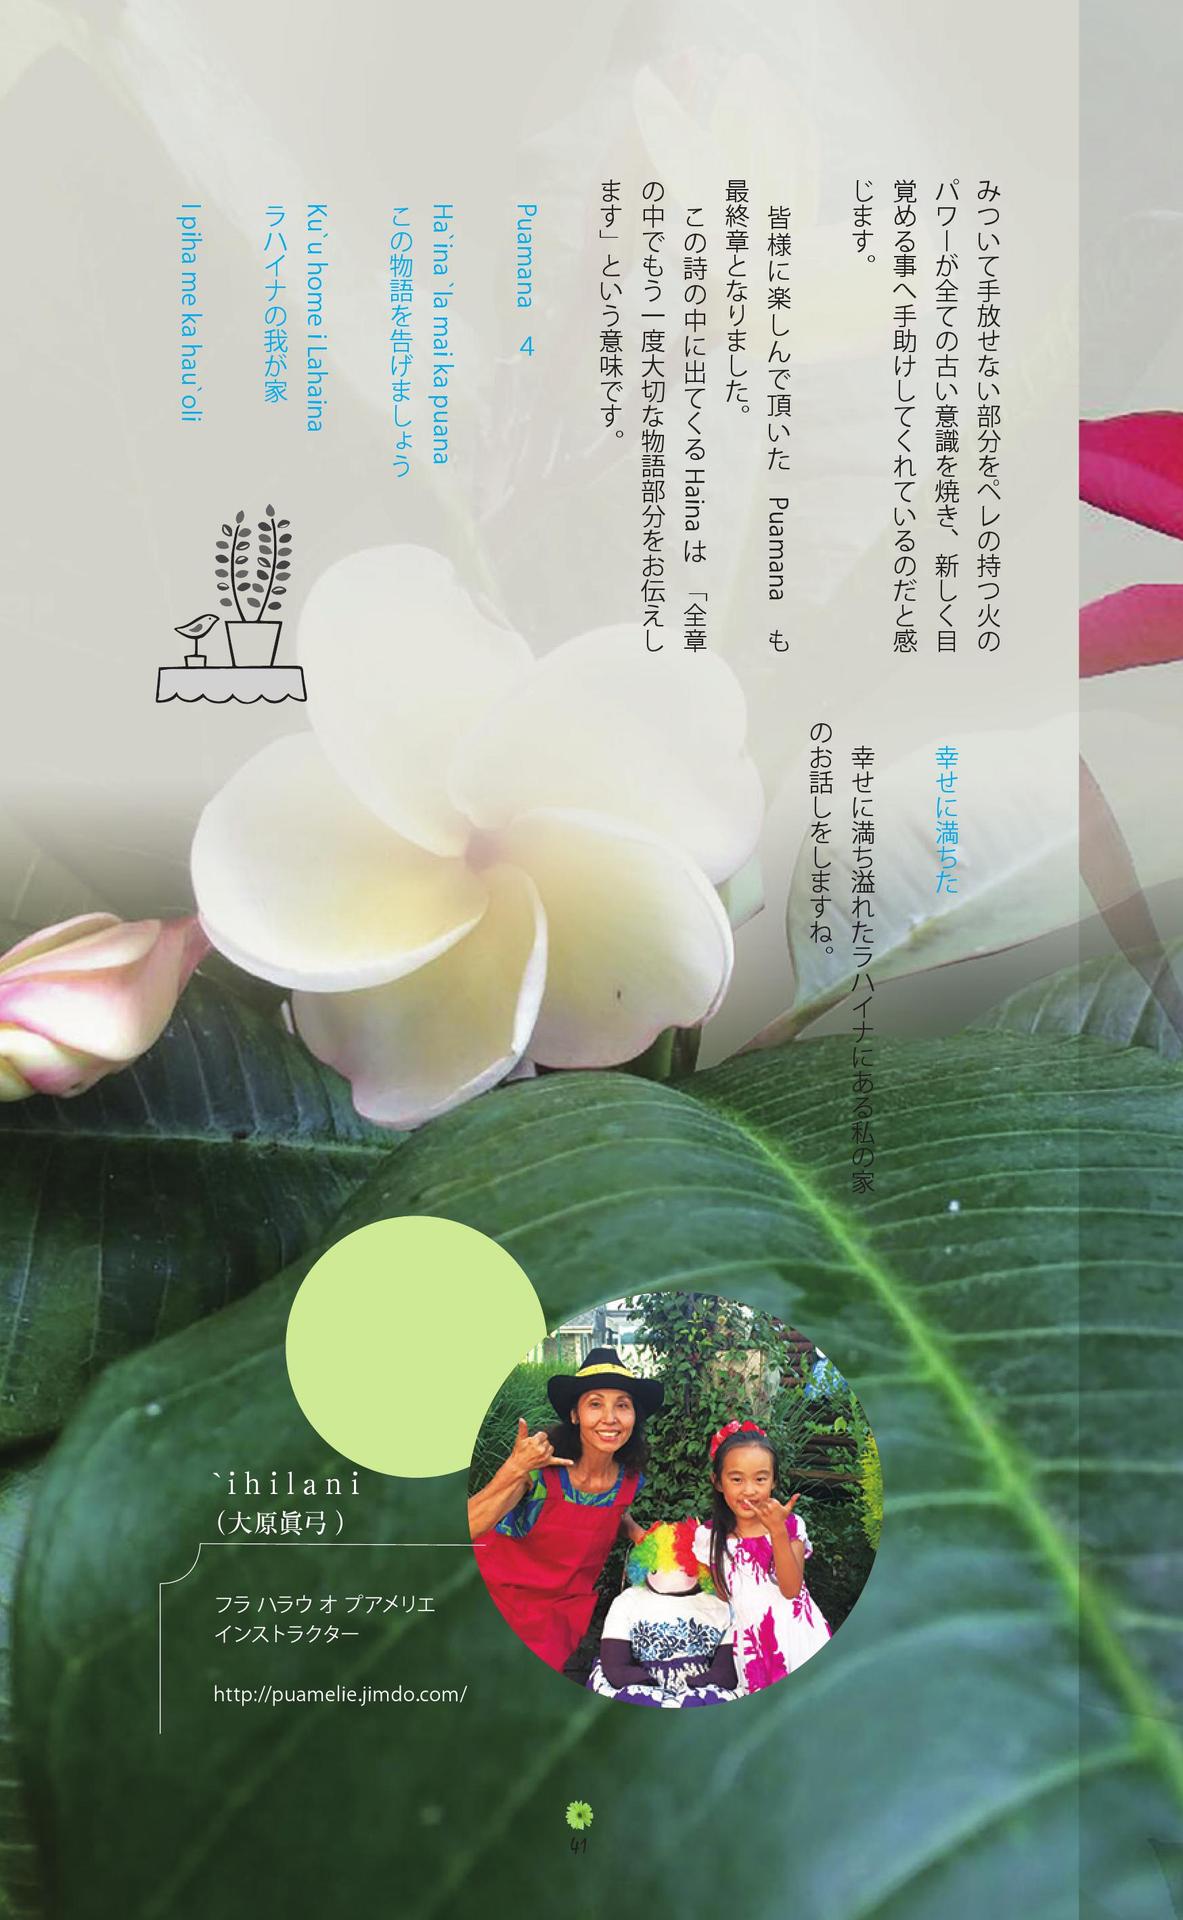 みついて手放せない部分をペレの持つ火の
パワーが全ての古い意識を焼き、新しく目
覚める事へ手助けしてくれているのだと感
じます。
皆様に楽しんで頂いた　Puamana　も
最終章となりました。
この詩の中に出てくる Haina は　「全章
の中でもう一度大切な物語部分をお伝えし
ます」という意味です。
Puamana　4
Ha`ina `la mai ka puana
この物語を告げましょう
Ku`u home i Lahaina
ラハイナの我が家
I piha me ka hau`oli
幸せに満ちた
幸せに満ち溢れたラハイナにある私の家
のお話しをしますね。
`ihilani
（大原眞弓）
フラ ハラウ オ プアメリエ
インストラクター
http://puamelie.jimdo.com/
41